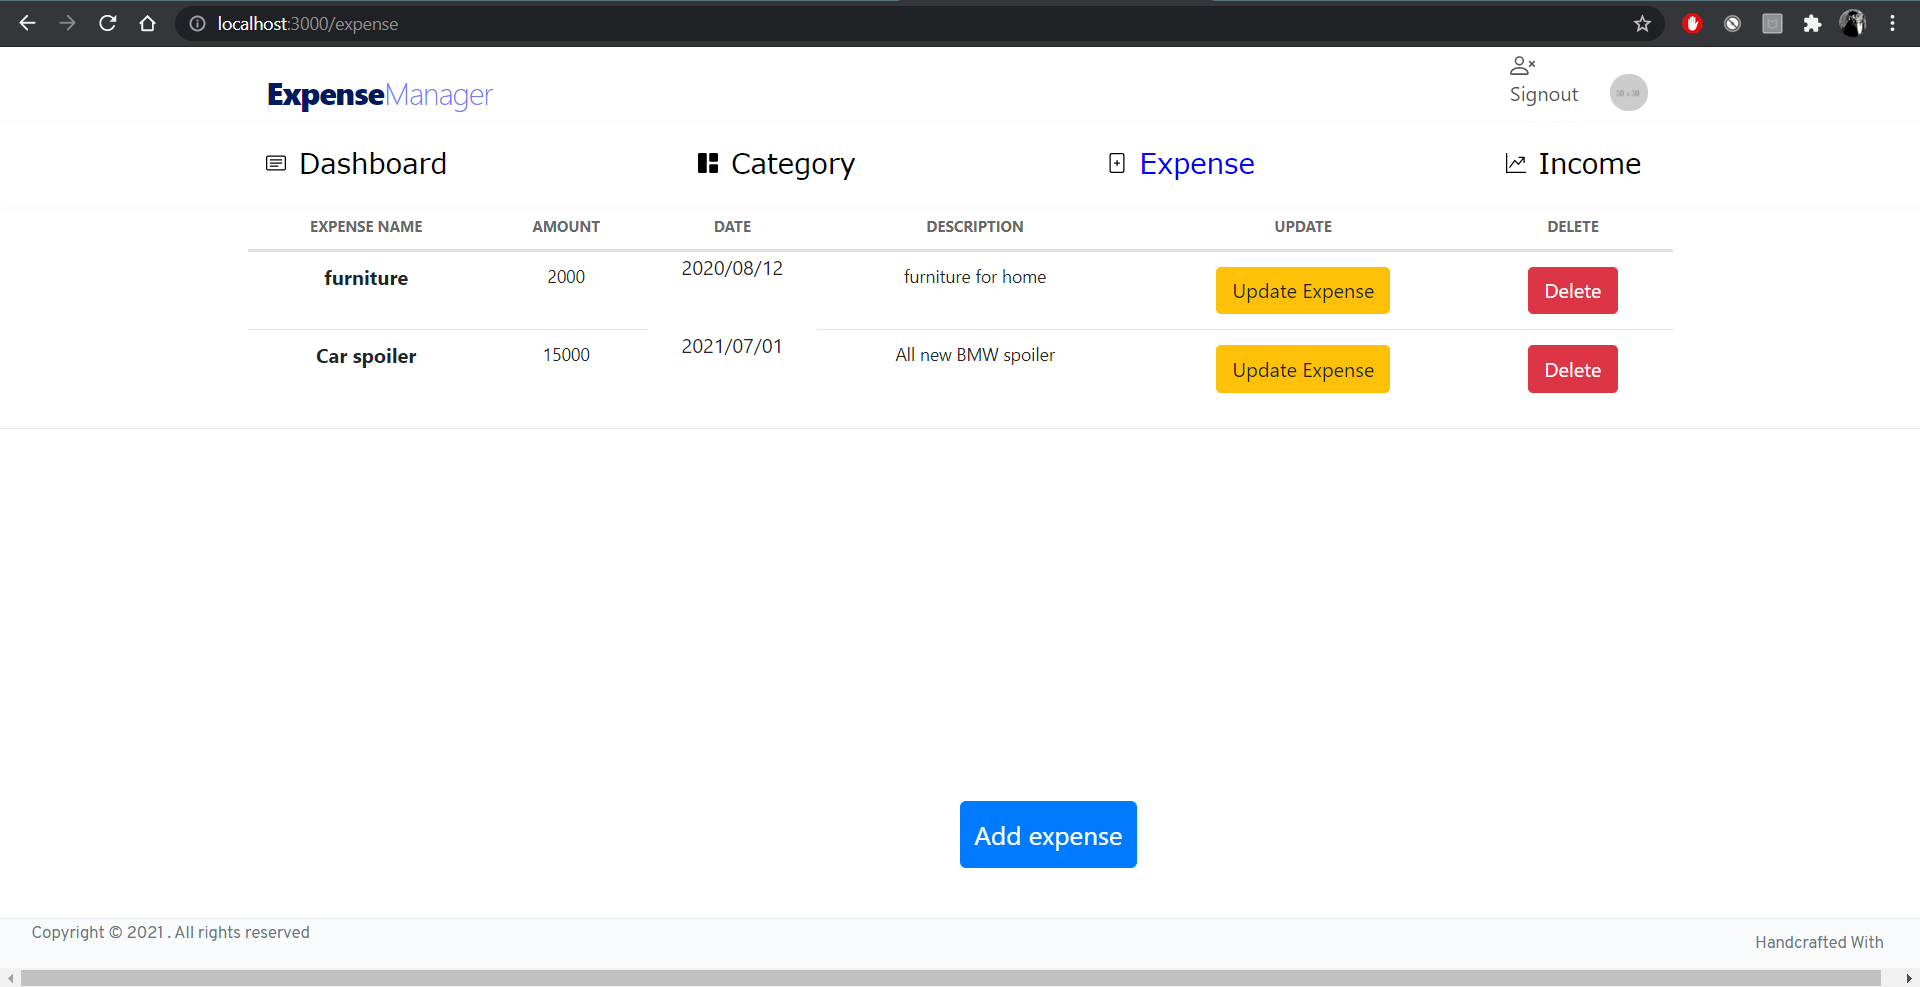 localhost:3000/expense
ExpenseManager
Signout
Dashboard Category Expense Income
EXPENSE NAME AMOUNT DATE DESCRIPTION UPDATE DELETE
furniture 2000 2020/08/12 furniture for home Update Expense Delete
Car spoiler 15000 2021/07/01 All new BMW spoiler Update Expense Delete
Add expense
Copyright © 2021 . All rights reserved
Handcrafted With